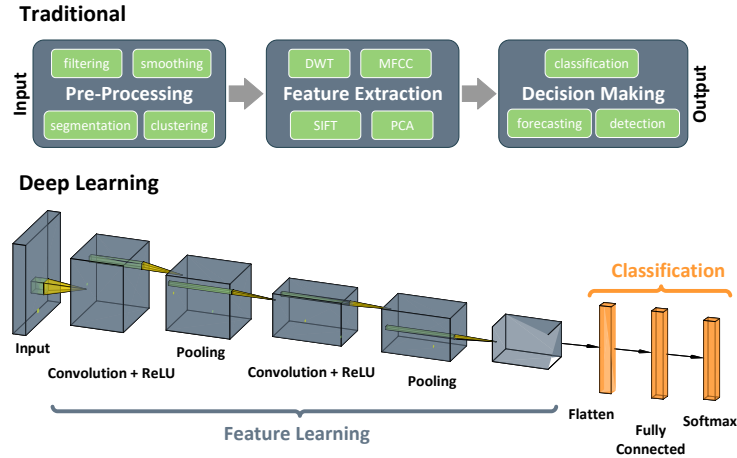 Traditional
Input
filtering
smoothing
Pre-Processing
segmentation
clustering
DWT
MFCC
Feature Extraction
SIFT
PCA
classification
Decision Making
forecasting
detection
Output
Deep Learning
Classification
Input
Convolution + ReLU
Pooling
Convolution + ReLU
Pooling
Flatten
Fully
Connected
Softmax
Feature Learning